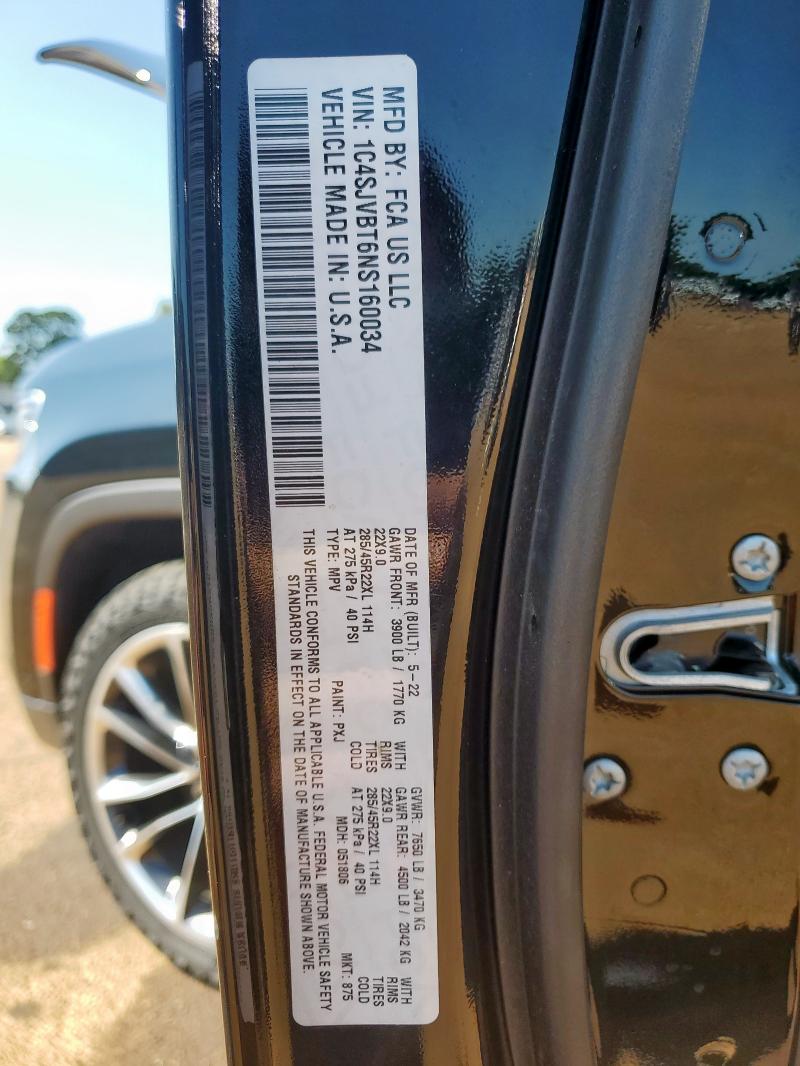 MFD BY: FCA US LLC
VIN: 1C4SJVBT6NS160034
VEHICLE MADE IN: U.S.A.
DATE OF MFR (BUILT): 5-22 GVWR: 7650 LB / 3470 KG
GAWR FRONT: 3900 LB / 1770 KG WITH GAWR REAR: 4500 LB / 2042 KG WITH
22X9.0 RIMS 22X9.0 RIMS
285/45R22XL 114H TIRES 285/45R22XL 114H TIRES
AT 275 kPa / 40 PSI COLD AT 275 kPa / 40 PSI COLD
TYPE: MPV PAINT: PXJ MDH: 051806 MKT: 875
THIS VEHICLE CONFORMS TO ALL APPLICABLE U.S.A. FEDERAL MOTOR VEHICLE SAFETY
STANDARDS IN EFFECT ON THE DATE OF MANUFACTURE SHOWN ABOVE.